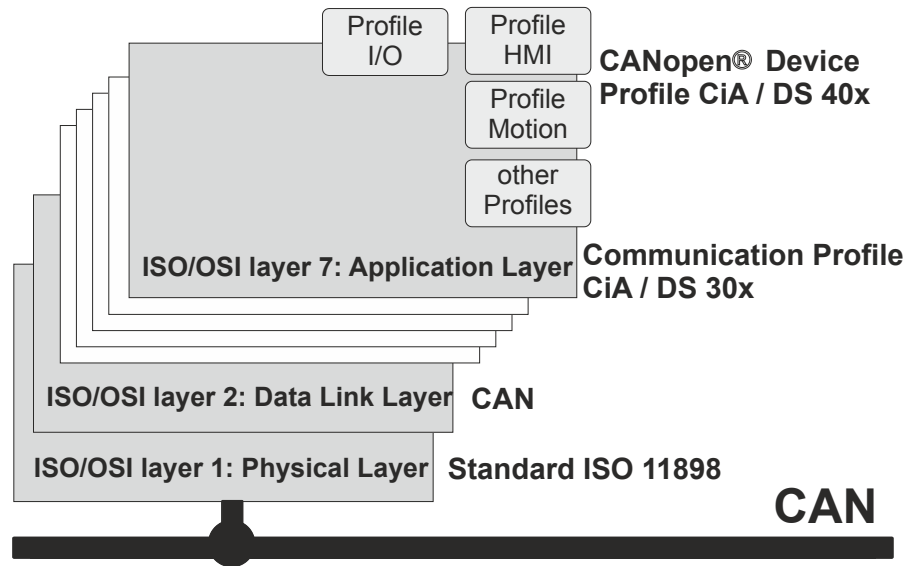 Profile
I/O
Profile
HMI
CANopen® Device
Profile CiA / DS 40x
Profile
Motion
other
Profiles
ISO/OSI layer 7: Application Layer
Communication Profile
CiA / DS 30x
ISO/OSI layer 2: Data Link Layer
CAN
ISO/OSI layer 1: Physical Layer
Standard ISO 11898
CAN